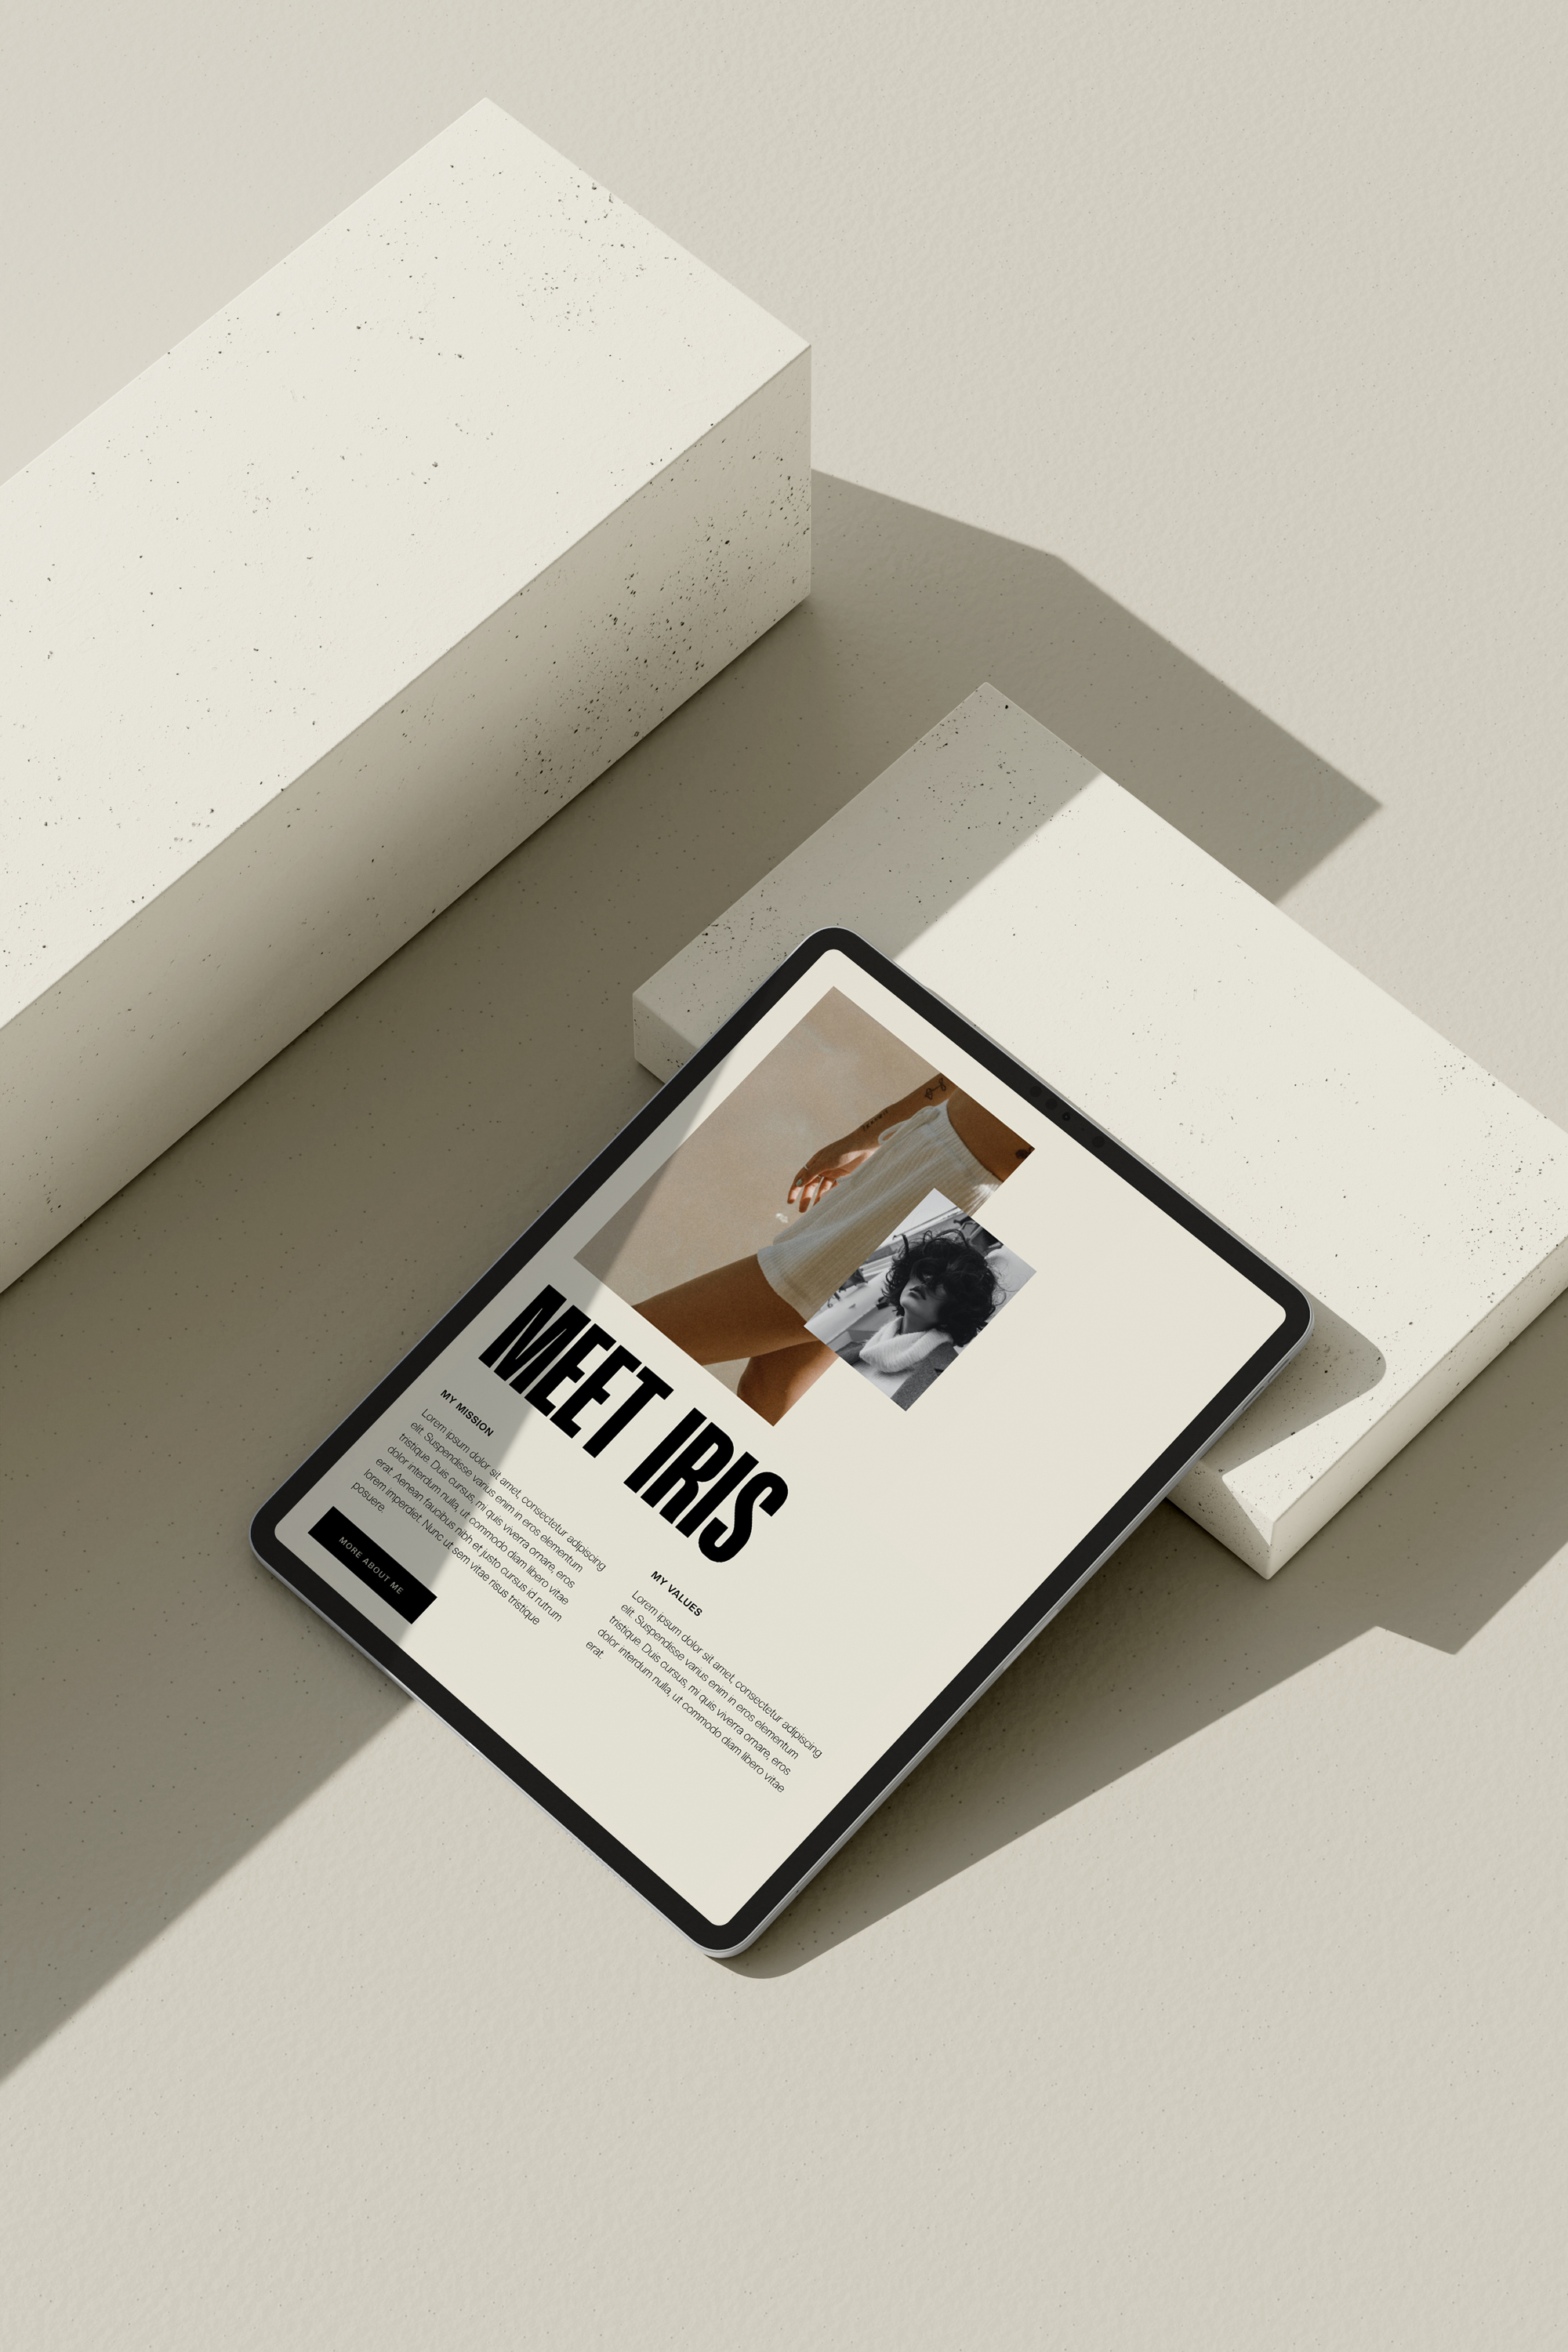 MEET IRIS
MY MISSION
Lorem ipsum dolor sit amet, consectetur adipiscing
elit. Suspendisse varius enim in eros elementum
tristique. Duis cursus, mi quis viverra ornare, eros
dolor interdum nulla, ut commodo diam libero vitae
erat. Aenean faucibus nibh et justo cursus id rutrum
lorem imperdiet. Nunc ut sem vitae risus tristique
posuere.
MORE ABOUT ME
MY VALUES
Lorem ipsum dolor sit amet, consectetur adipiscing
elit. Suspendisse varius enim in eros elementum
tristique. Duis cursus, mi quis viverra ornare, eros
dolor interdum nulla, ut commodo diam libero vitae
erat.